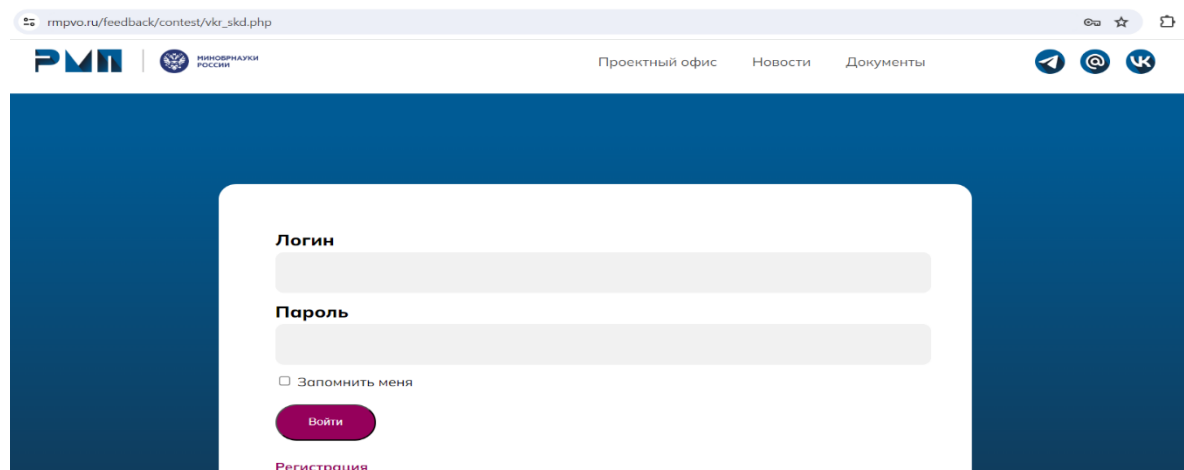 rmpvo.ru/feedback/contest/vkr_skd.php
РМП МИНОБРНАУКИ РОССИИ Проектный офис Новости Документы
Логин
Пароль
Запомнить меня
Войти
Регистрация